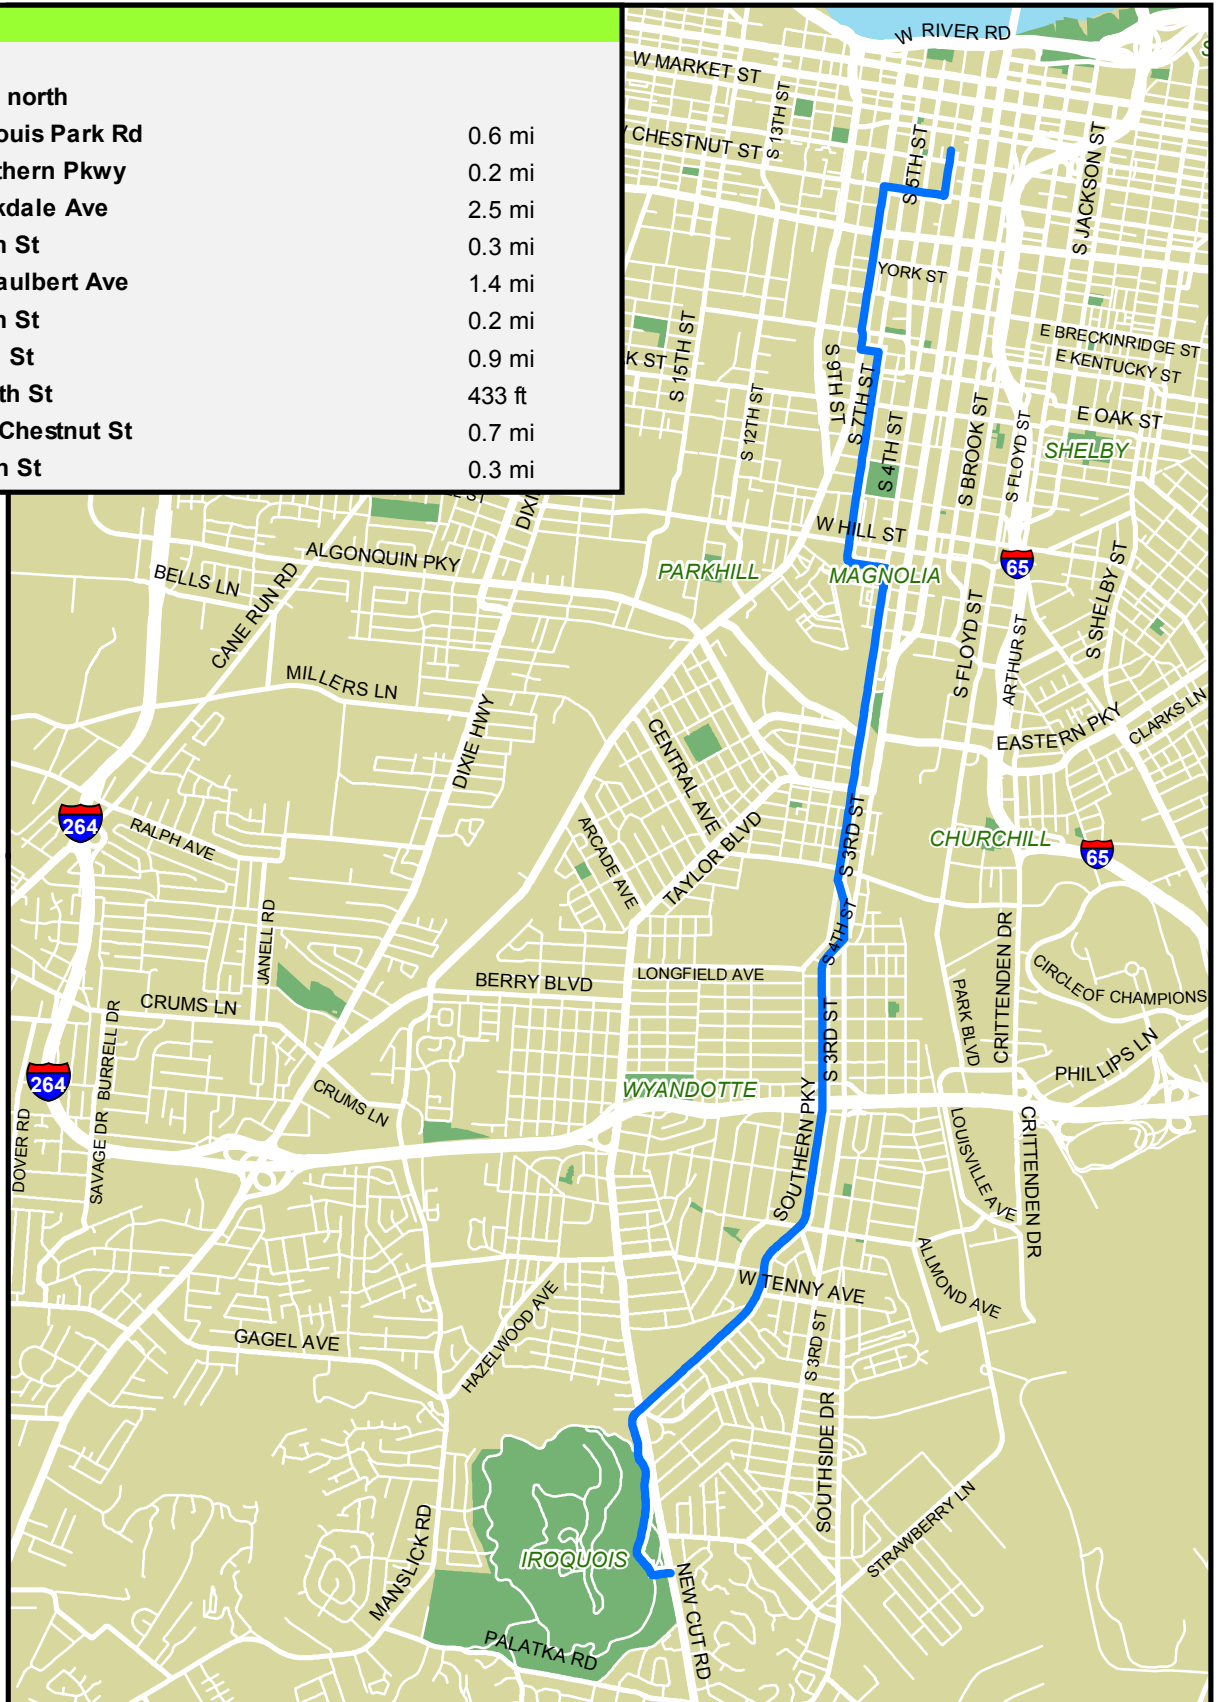 north
ouis Park Rd 0.6 mi
thern Pkwy 0.2 mi
kdale Ave 2.5 mi
h St 0.3 mi
aulbert Ave 1.4 mi
h St 0.2 mi
St 0.9 mi
th St 433 ft
Chestnut St 0.7 mi
h St 0.3 mi
W RIVER RD
W MARKET ST
S 13TH ST
CHESTNUT ST
S 5TH ST
S JACKSON ST
YORK ST
E BRECKINRIDGE ST
E KENTUCKY ST
K ST
S 15TH ST
S 9TH ST
S 7TH ST
S 12TH ST
S 4TH ST
S BROOK ST
S FLOYD ST
E OAK ST
SHELBY
DIXI
W HILL ST
ALGONQUIN PKY
BELLS LN
CANE RUN RD
PARKHILL
MAGNOLIA
65
S SHELBY ST
S FLOYD ST
ARTHUR ST
MILLERS LN
DIXIE HWY
CENTRAL AVE
EASTERN PKY
CLARKS LN
264
RALPH AVE
ARCADE AVE
TAYLOR BLVD
S 3RD ST
CHURCHILL
65
JANELL RD
S 4TH ST
CRITTENDEN DR
BERRY BLVD
LONGFIELD AVE
CIRCLE OF CHAMPIONS
CRUMS LN
SAVAGE DR BURRELL DR
S 3RD ST
PARK BLVD
PHILLIPS LN
264
CRUMS LN
WYANDOTTE
DOVER RD
SOUTHERN PKY
LOUISVILLE AVE
CRITTENDEN DR
ALLMOND AVE
W TENNY AVE
HAZELWOOD AVE
GAGEL AVE
S 3RD ST
SOUTHSIDE DR
STRAWBERRY LN
MANSLICK RD
IROQUOIS
NEW CUT RD
PALATKA RD